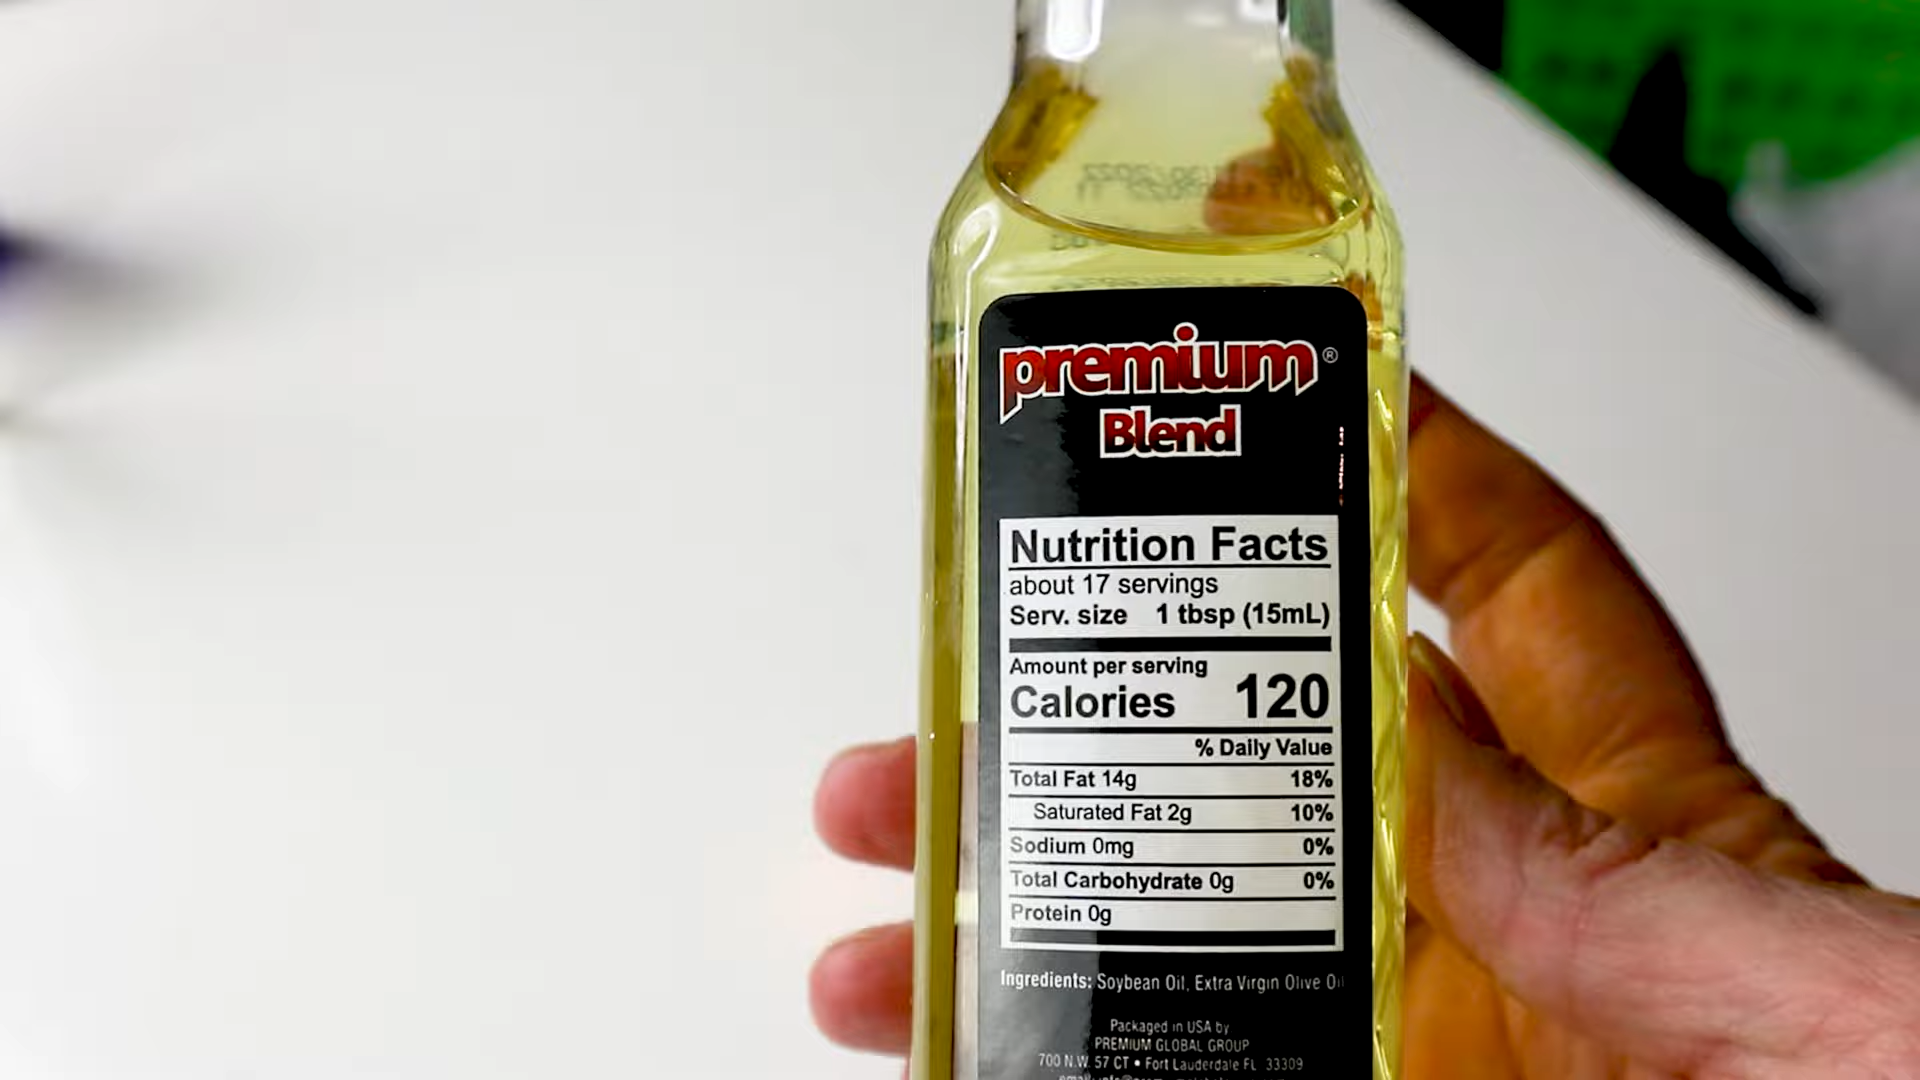 premium®
Blend
Nutrition Facts
about 17 servings
Serv. size 1 tbsp (15mL)
Amount per serving
Calories 120
% Daily Value
Total Fat 14g 18%
Saturated Fat 2g 10%
Sodium 0mg 0%
Total Carbohydrate 0g 0%
Protein 0g
Ingredients: Soybean Oil, Extra Virgin Olive Oil
Packaged in USA by
PREMIUM GLOBAL GROUP
700 N.W. 57 CT • Fort Lauderdale FL 33309